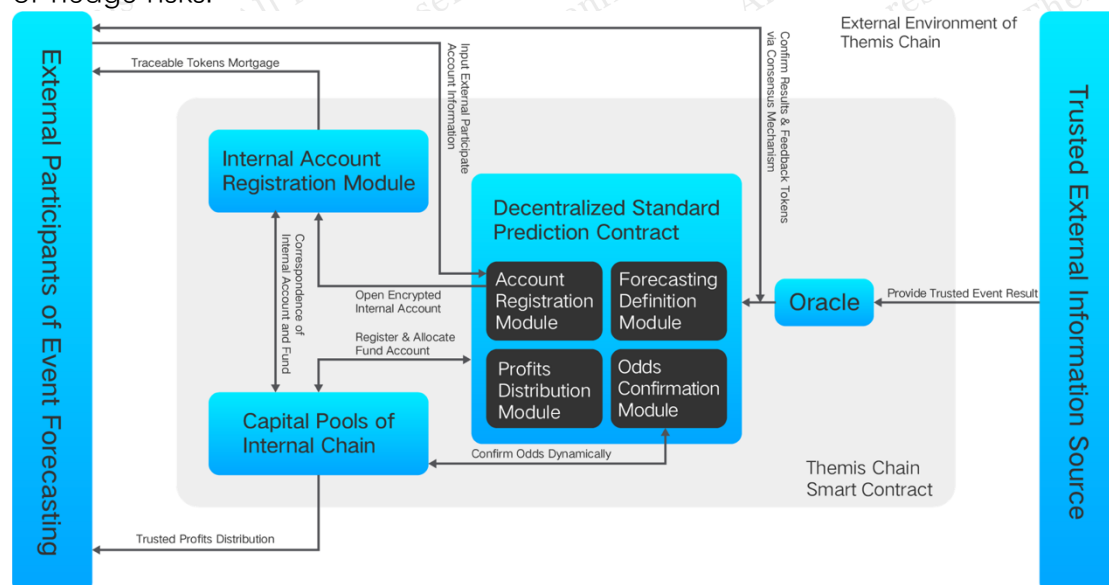 or hedge risks.
External Environment of
Themis Chain
External Participants of Event Forecasting
Traceable Tokens Mortgage
Input External Participate
Account Information
Confirm Results & Feedback Tokens
via Consensus Mechanism
Trusted External Information Source
Internal Account
Registration Module
Decentralized Standard
Prediction Contract
Account
Registration
Module
Forecasting
Definition
Module
Profits
Distribution
Module
Odds
Confirmation
Module
Oracle
Provide Trusted Event Result
Correspondence of
Internal Account and Fund
Open Encrypted
Internal Account
Register & Allocate
Fund Account
Capital Pools of
Internal Chain
Confirm Odds Dynamically
Themis Chain
Smart Contract
Trusted Profits Distribution